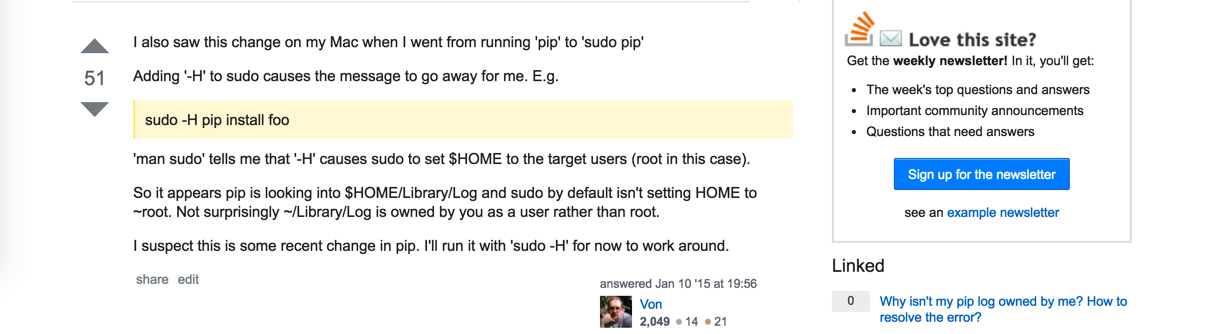 I also saw this change on my Mac when I went from running 'pip' to 'sudo pip'
51
Adding '-H' to sudo causes the message to go away for me. E.g.
sudo -H pip install foo
'man sudo' tells me that '-H' causes sudo to set $HOME to the target users (root in this case).
So it appears pip is looking into $HOME/Library/Log and sudo by default isn't setting HOME to
~root. Not surprisingly ~/Library/Log is owned by you as a user rather than root.
I suspect this is some recent change in pip. I'll run it with 'sudo -H' for now to work around.
share edit
answered Jan 10 '15 at 19:56
Von
2,049 14 21
Love this site?
Get the weekly newsletter! In it, you'll get:
• The week's top questions and answers
• Important community announcements
• Questions that need answers
Sign up for the newsletter
see an example newsletter
Linked
0 Why isn't my pip log owned by me? How to
resolve the error?